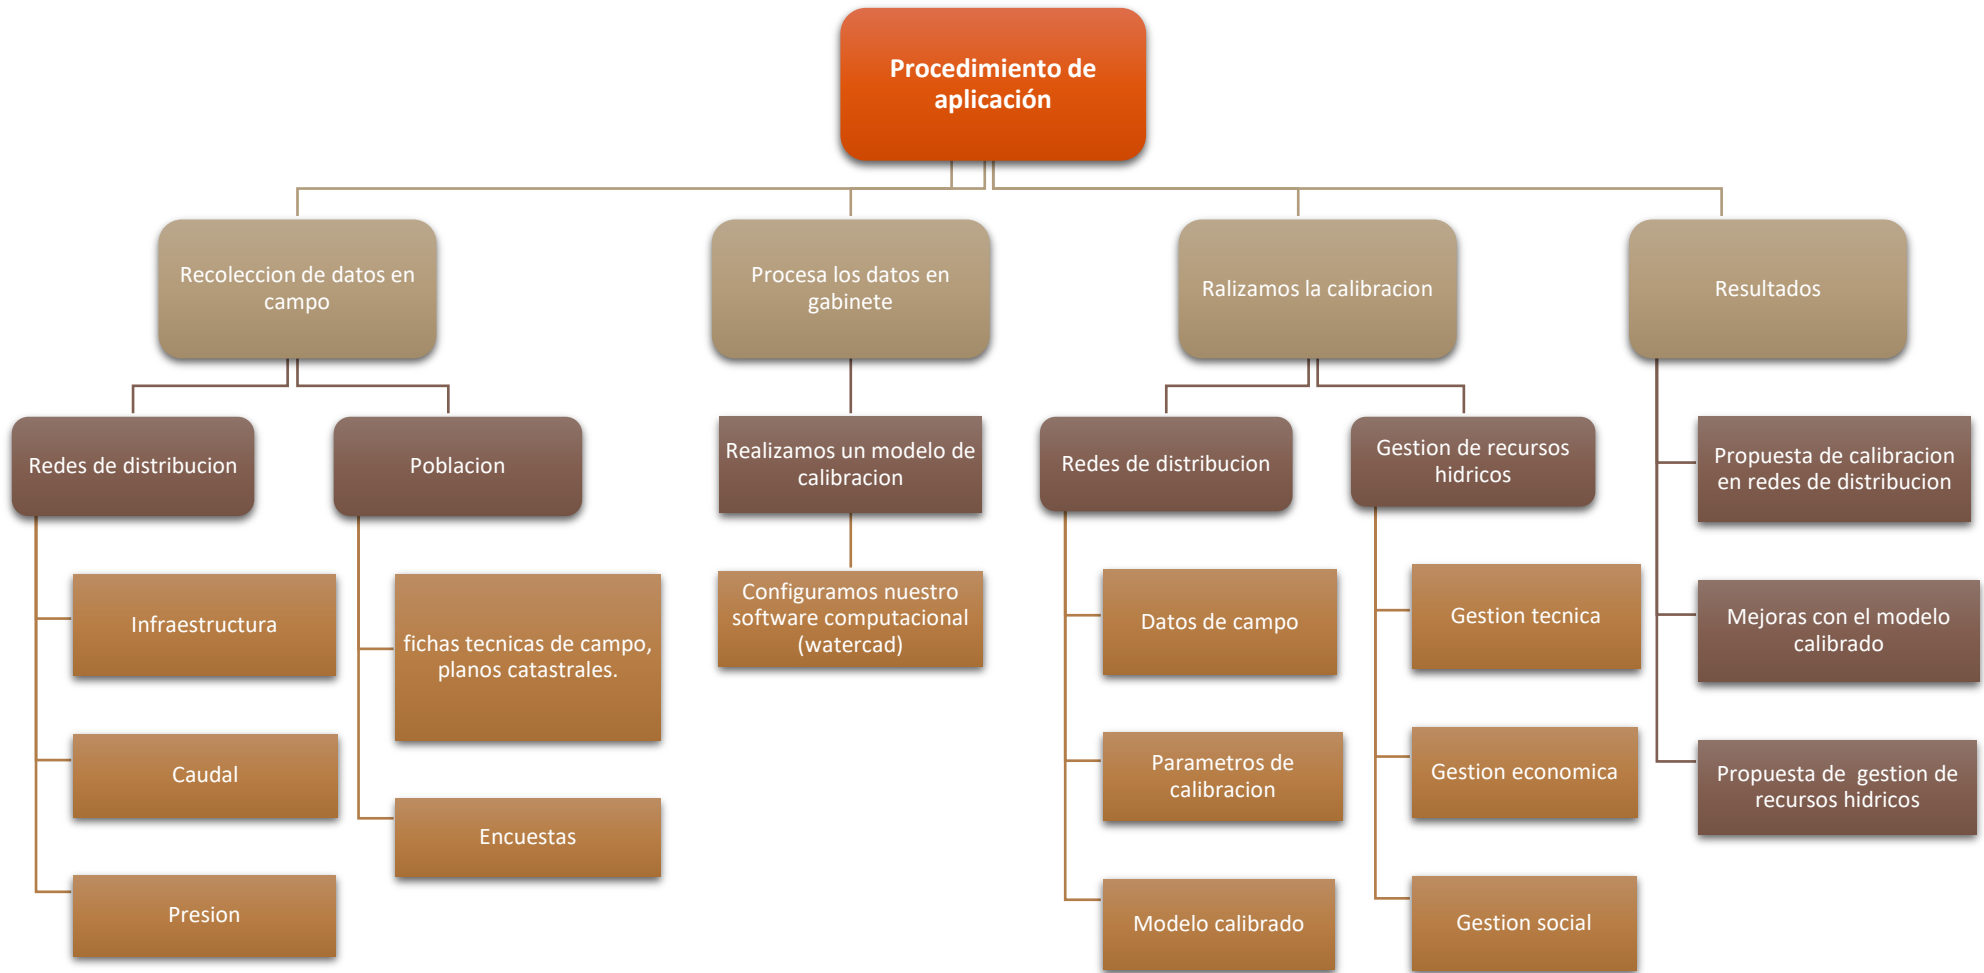 Procedimiento de
aplicación
Recoleccion de datos en
campo
Procesa los datos en
gabinete
Ralizamos la calibracion
Resultados
Redes de distribucion
Poblacion
Realizamos un modelo de
calibracion
Redes de distribucion
Gestion de recursos
hidricos
Propuesta de calibracion
en redes de distribucion
Infraestructura
fichas tecnicas de campo,
planos catastrales.
Configuramos nuestro
software computacional
(watercad)
Datos de campo
Gestion tecnica
Mejoras con el modelo
calibrado
Caudal
Encuestas
Parametros de
calibracion
Gestion economica
Propuesta de  gestion de
recursos hidricos
Presion
Modelo calibrado
Gestion social